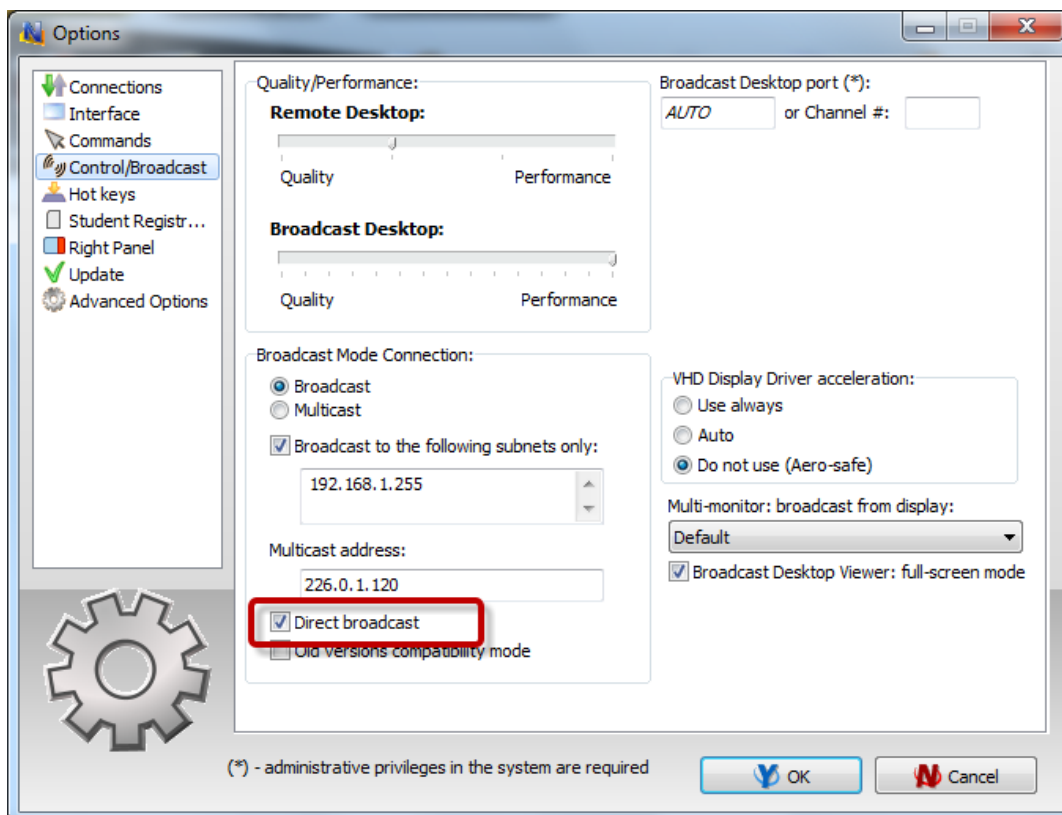 Options
Connections
Interface
Commands
Control/Broadcast
Hot keys
Student Registr...
Right Panel
Update
Advanced Options
Quality/Performance:
Remote Desktop:
Quality Performance
Broadcast Desktop:
Quality Performance
Broadcast Desktop port (*):
AUTO or Channel #:
Broadcast Mode Connection:
Broadcast
Multicast
Broadcast to the following subnets only:
192.168.1.255
Multicast address:
226.0.1.120
Direct broadcast
Old versions compatibility mode
VHD Display Driver acceleration:
Use always
Auto
Do not use (Aero-safe)
Multi-monitor: broadcast from display:
Default
Broadcast Desktop Viewer: full-screen mode
(*) - administrative privileges in the system are required
OK
Cancel